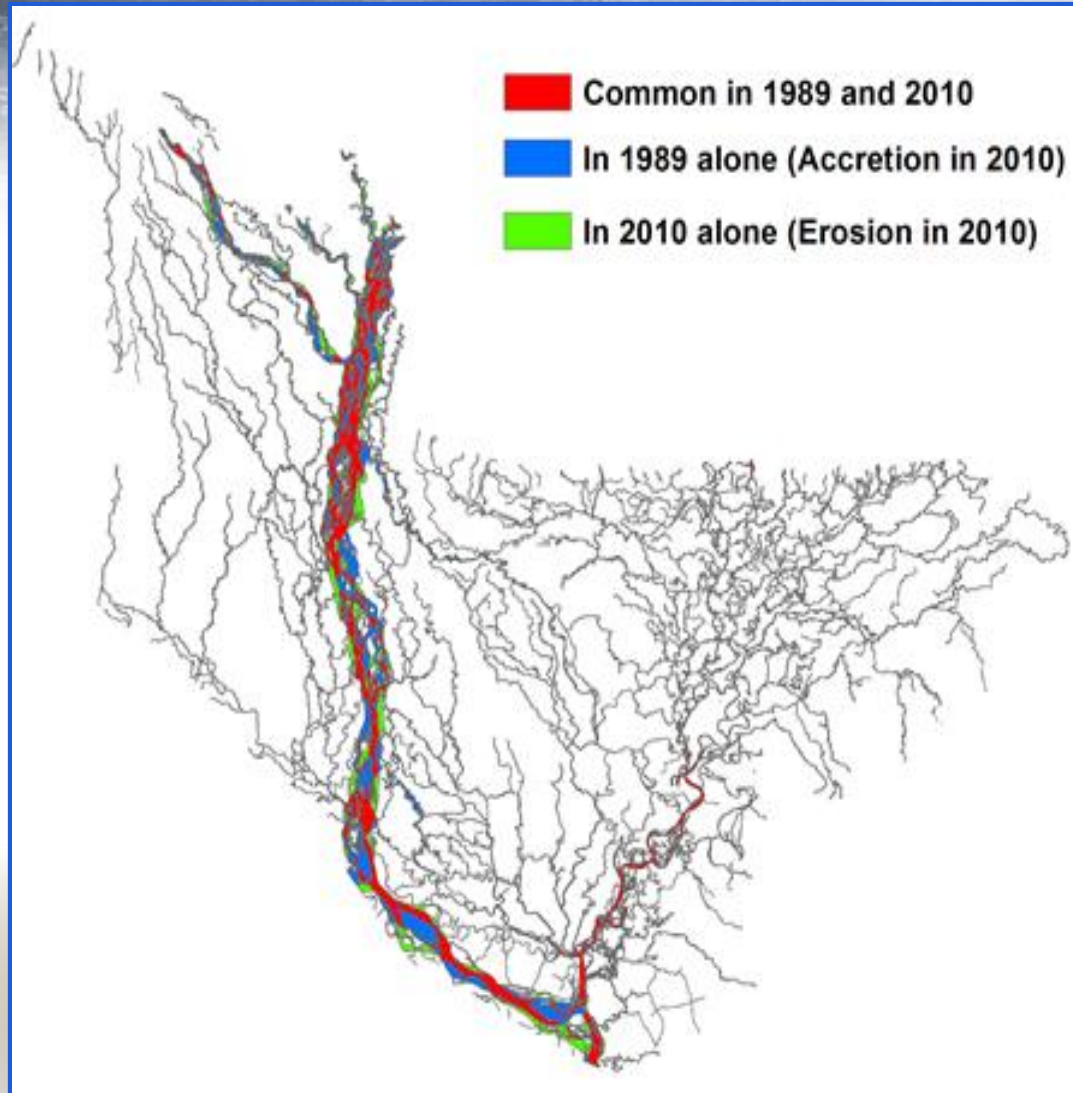 Common in 1989 and 2010
In 1989 alone (Accretion in 2010)
In 2010 alone (Erosion in 2010)